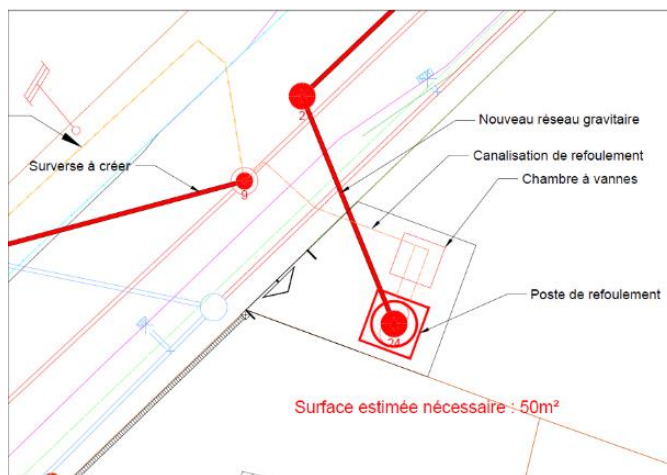 2
Nouveau réseau gravitaire
Canalisation de refoulement
Surverse à créer
Chambre à vannes
9
Poste de refoulement
24
Surface estimée nécessaire : 50m²